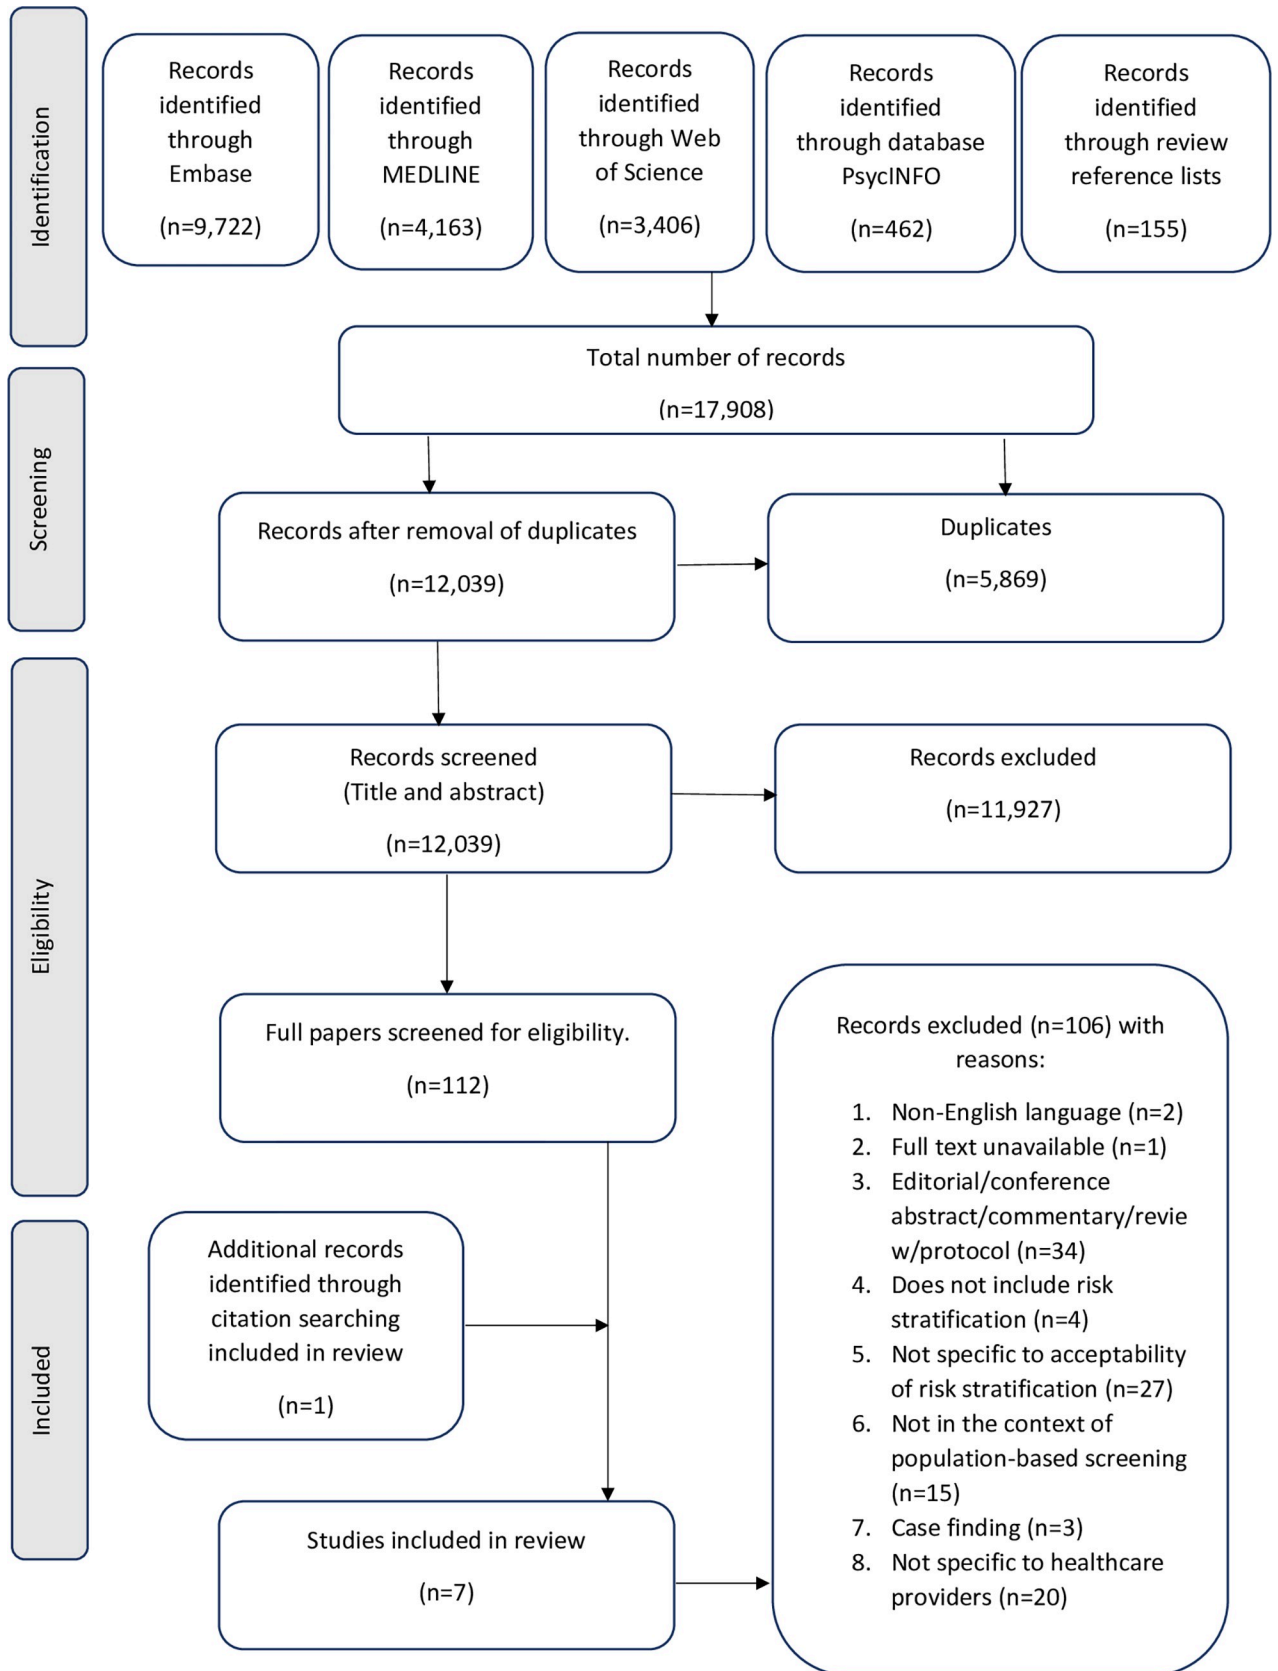 Identification
Records
identified
through
Embase
(n=9,722)
Records
identified
through
MEDLINE
(n=4,163)
Records
identified
through Web
of Science
(n=3,406)
Records
identified
through database
PsycINFO
(n=462)
Records
identified
through review
reference lists
(n=155)
Total number of records
(n=17,908)
Screening
Records after removal of duplicates
(n=12,039)
Duplicates
(n=5,869)
Eligibility
Records screened
(Title and abstract)
(n=12,039)
Records excluded
(n=11,927)
Full papers screened for eligibility.
(n=112)
Records excluded (n=106) with
reasons:
1. Non-English language (n=2)
2. Full text unavailable (n=1)
3. Editorial/conference
abstract/commentary/revie
w/protocol (n=34)
4. Does not include risk
stratification (n=4)
5. Not specific to acceptability
of risk stratification (n=27)
6. Not in the context of
population-based screening
(n=15)
7. Case finding (n=3)
8. Not specific to healthcare
providers (n=20)
Included
Additional records
identified through
citation searching
included in review
(n=1)
Studies included in review
(n=7)